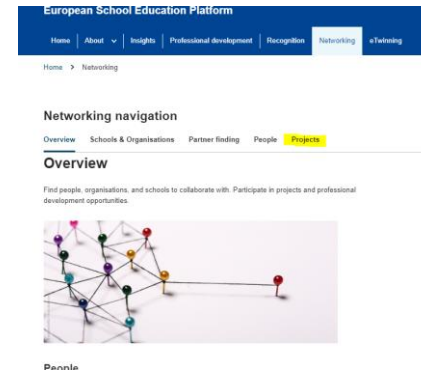 European School Education Platform
Home About Insights Professional development Recognition Networking eTwinning
Home > Networking
Networking navigation
Overview Schools & Organisations Partner finding People Projects
Overview
Find people, organisations, and schools to collaborate with. Participate in projects and professional
development opportunities.
People